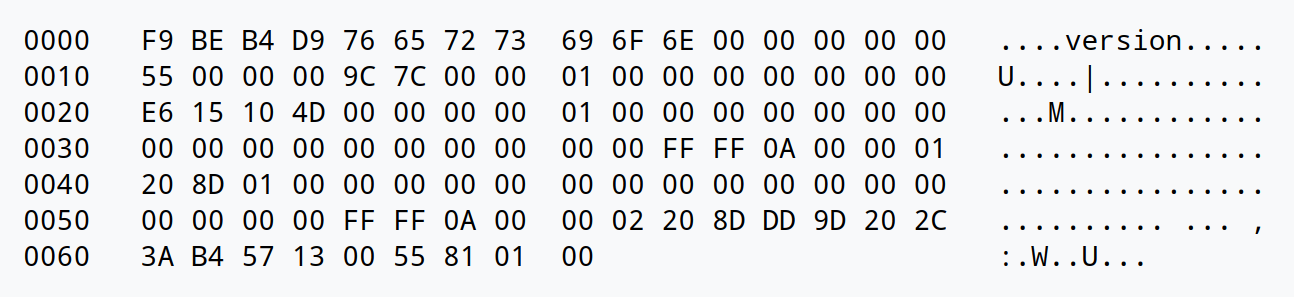 0000 F9 BE B4 D9 76 65 72 73 69 6F 6E 00 00 00 00 00 ....version.....
0010 55 00 00 00 9C 7C 00 00 01 00 00 00 00 00 00 00 U....|..........
0020 E6 15 10 4D 00 00 00 00 01 00 00 00 00 00 00 00 ...M............
0030 00 00 00 00 00 00 00 00 00 00 FF FF 0A 00 00 01 ................
0040 20 8D 01 00 00 00 00 00 00 00 00 00 00 00 00 00 ................
0050 00 00 00 00 FF FF 0A 00 00 02 20 8D DD 9D 20 2C .......... ... ,
0060 3A B4 57 13 00 55 81 01 00 :.W..U...